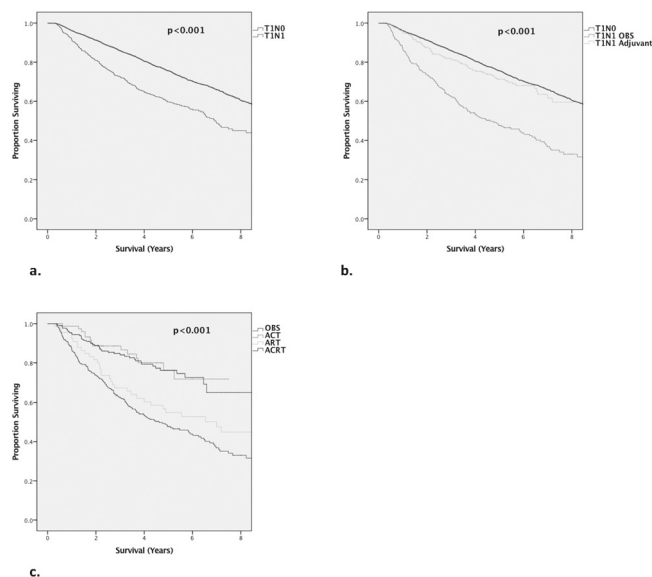 p<0.001
T1N0
T1N1
Proportion Surviving
1.0
0.8
0.6
0.4
0.2
0.0
0 2 4 6 8
Survival (Years)
a.
p<0.001
T1N0
T1N1 OBS
T1N1 Adjuvant
Proportion Surviving
1.0
0.8
0.6
0.4
0.2
0.0
0 2 4 6 8
Survival (Years)
b.
p<0.001
OBS
ACT
ART
ACRT
Proportion Surviving
1.0
0.8
0.6
0.4
0.2
0.0
0 2 4 6 8
Survival (Years)
c.